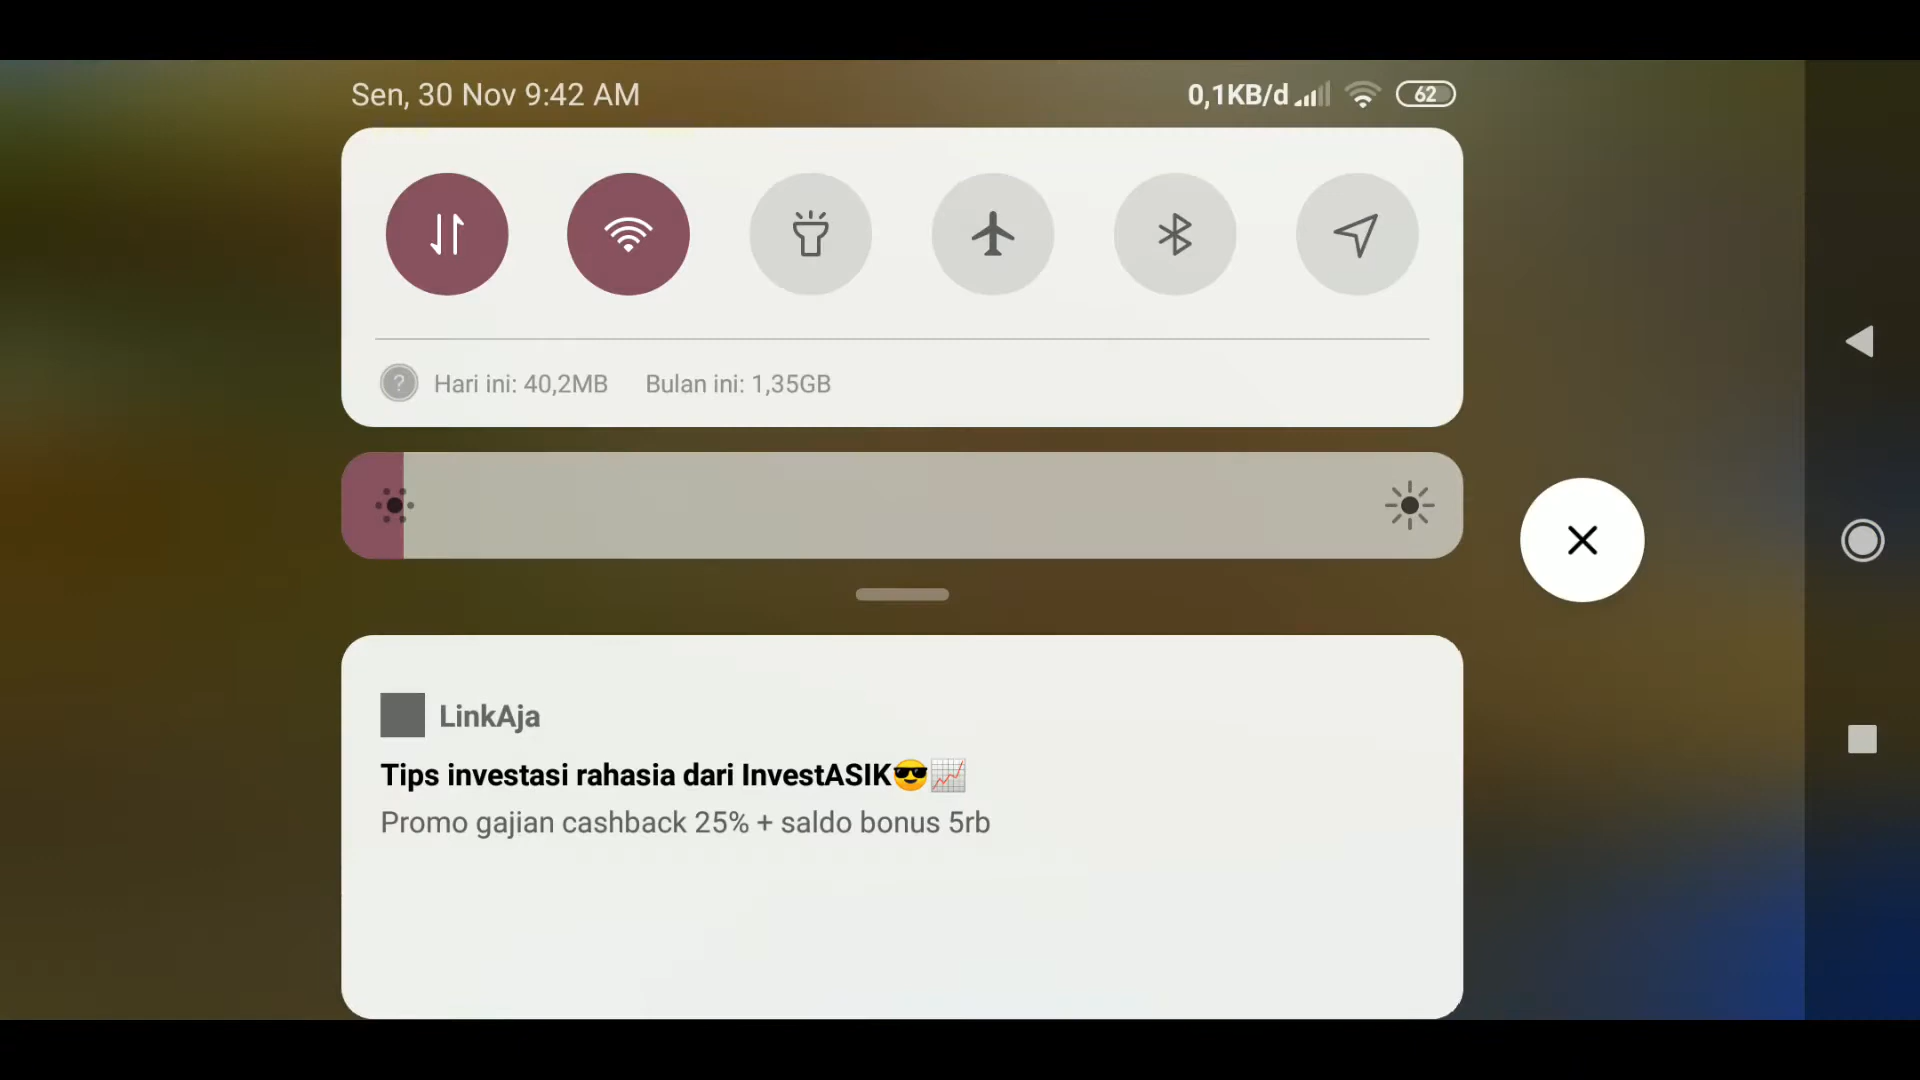 Sen, 30 Nov 9:42 AM
0,1KB/d
62
?
Hari ini: 40,2MB Bulan ini: 1,35GB
LinkAja
Tips investasi rahasia dari InvestASIK😎📈
Promo gajian cashback 25% + saldo bonus 5rb